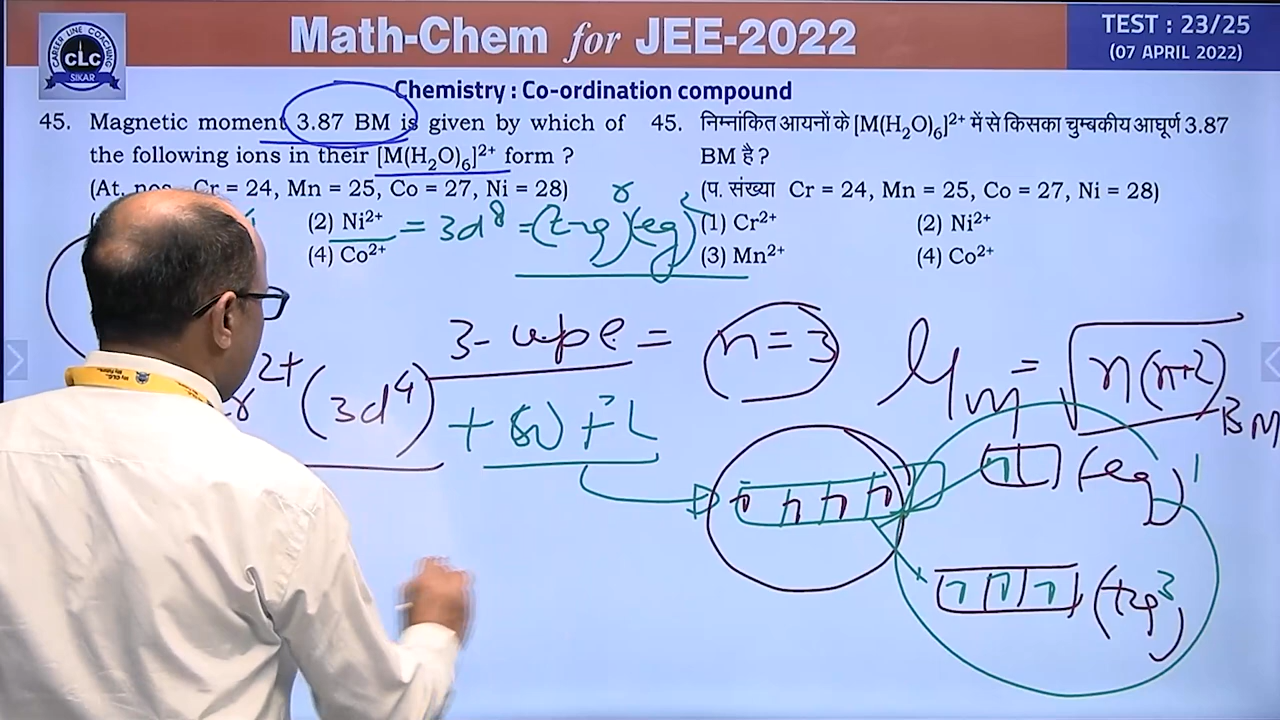 Math-Chem for JEE-2022
TEST : 23/25
(07 APRIL 2022)
CAREER LINE COACHING
CLC
SIKAR
Chemistry : Co-ordination compound
45. Magnetic moment 3.87 BM is given by which of
the following ions in their [M(H₂O)₆]²⁺ form ?
(At. nos. Cr = 24, Mn = 25, Co = 27, Ni = 28)
(2) Ni²⁺ = 3d⁸ =
(4) Co²⁺
45. निम्नांकित आयनों के [M(H₂O)₆]²⁺ में से किसका चुम्बकीय आघूर्ण 3.87
BM है ?
(प. संख्या Cr = 24, Mn = 25, Co = 27, Ni = 28)
(1) Cr²⁺ (2) Ni²⁺
(3) Mn²⁺ (4) Co²⁺
3- upe = n = 3
μm = √n(n+2) BM
2+ (3d⁴)
(eg)¹
(t2g³)